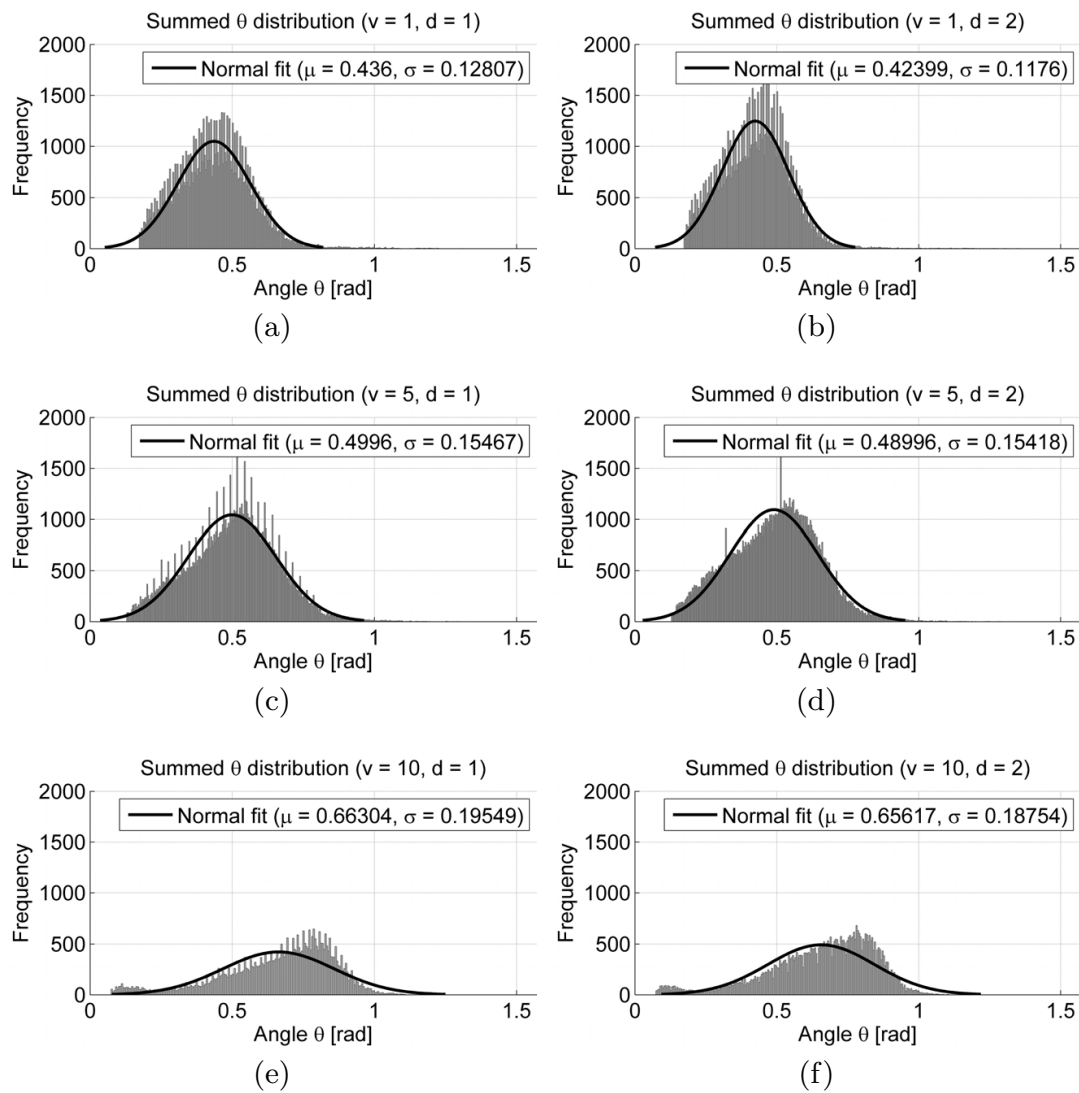 Summed θ distribution (v = 1, d = 1)
2000
1500
1000
500
0
Frequency
Normal fit (μ = 0.436, σ = 0.12807)
0
0.5
1
1.5
Angle θ [rad]
(a)
Summed θ distribution (v = 1, d = 2)
2000
1500
1000
500
0
Frequency
Normal fit (μ = 0.42399, σ = 0.1176)
0
0.5
1
1.5
Angle θ [rad]
(b)
Summed θ distribution (v = 5, d = 1)
2000
1500
1000
500
0
Frequency
Normal fit (μ = 0.4996, σ = 0.15467)
0
0.5
1
1.5
Angle θ [rad]
(c)
Summed θ distribution (v = 5, d = 2)
2000
1500
1000
500
0
Frequency
Normal fit (μ = 0.48996, σ = 0.15418)
0
0.5
1
1.5
Angle θ [rad]
(d)
Summed θ distribution (v = 10, d = 1)
2000
1500
1000
500
0
Frequency
Normal fit (μ = 0.66304, σ = 0.19549)
0
0.5
1
1.5
Angle θ [rad]
(e)
Summed θ distribution (v = 10, d = 2)
2000
1500
1000
500
0
Frequency
Normal fit (μ = 0.65617, σ = 0.18754)
0
0.5
1
1.5
Angle θ [rad]
(f)